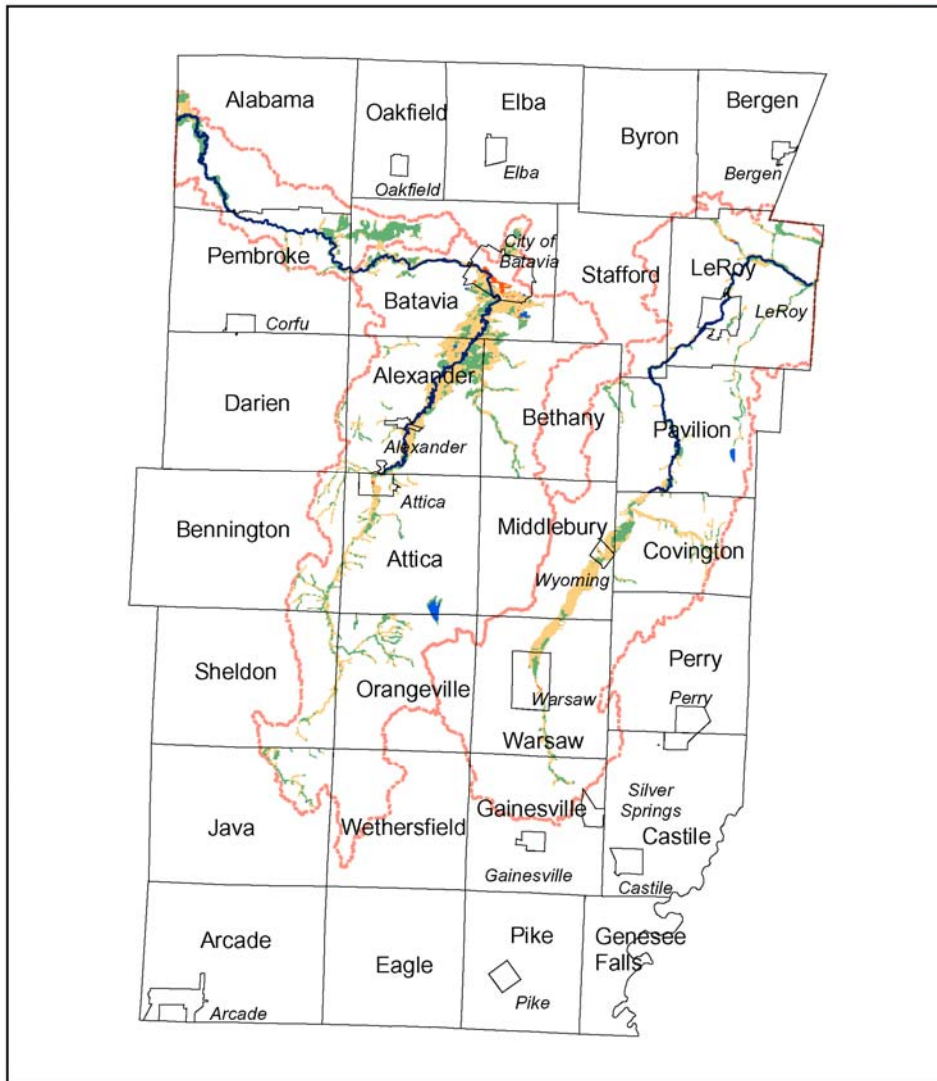 Alabama
Oakfield
Elba
Byron
Bergen
Oakfield
Elba
Bergen
Pembroke
City of
Batavia
Stafford
LeRoy
Batavia
LeRoy
Corfu
Darien
Alexander
Bethany
Pavilion
Alexander
Attica
Bennington
Middlebury
Covington
Attica
Wyoming
Sheldon
Orangeville
Warsaw
Perry
Perry
Warsaw
Java
Wethersfield
Gainesville
Silver
Springs
Castile
Gainesville
Castile
Arcade
Eagle
Pike
Genesee
Falls
Arcade
Pike